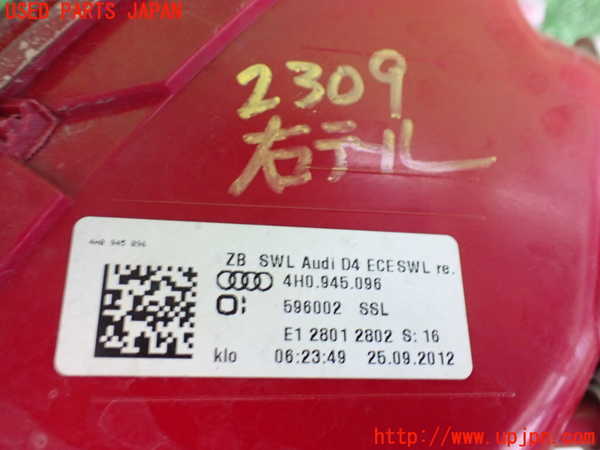 USED PARTS JAPAN
2309
右テール
4H0 945 096
ZB SWL Audi D4 ECESWL re.
4H0.945.096
596002 SSL
E1 2801 2802 S: 16
klo 06:23:49 25.09.2012
http://www.upjpn.com/